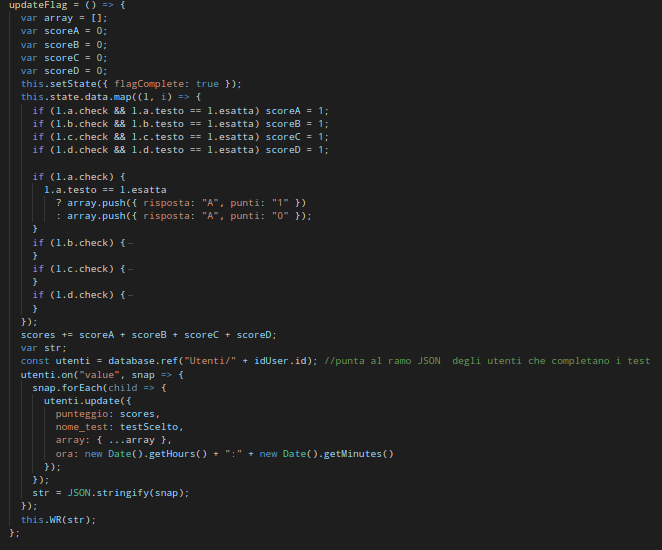 updateFlag = () => {
var array = [];
var scoreA = 0;
var scoreB = 0;
var scoreC = 0;
var scoreD = 0;
this.setState({ flagComplete: true });
this.state.data.map((l, i) => {
if (l.a.check && l.a.testo == l.esatta) scoreA = 1;
if (l.b.check && l.b.testo == l.esatta) scoreB = 1;
if (l.c.check && l.c.testo == l.esatta) scoreC = 1;
if (l.d.check && l.d.testo == l.esatta) scoreD = 1;
if (l.a.check) {
l.a.testo == l.esatta
? array.push({ risposta: "A", punti: "1" })
: array.push({ risposta: "A", punti: "0" });
}
if (l.b.check) {–
}
if (l.c.check) {–
}
if (l.d.check) {–
}
});
scores += scoreA + scoreB + scoreC + scoreD;
var str;
const utenti = database.ref("Utenti/" + idUser.id); //punta al ramo JSON degli utenti che completano i test
utenti.on("value", snap => {
snap.forEach(child => {
utenti.update({
punteggio: scores,
nome_test: testScelto,
array: { ...array },
ora: new Date().getHours() + ":" + new Date().getMinutes()
});
});
str = JSON.stringify(snap);
});
this.WR(str);
};